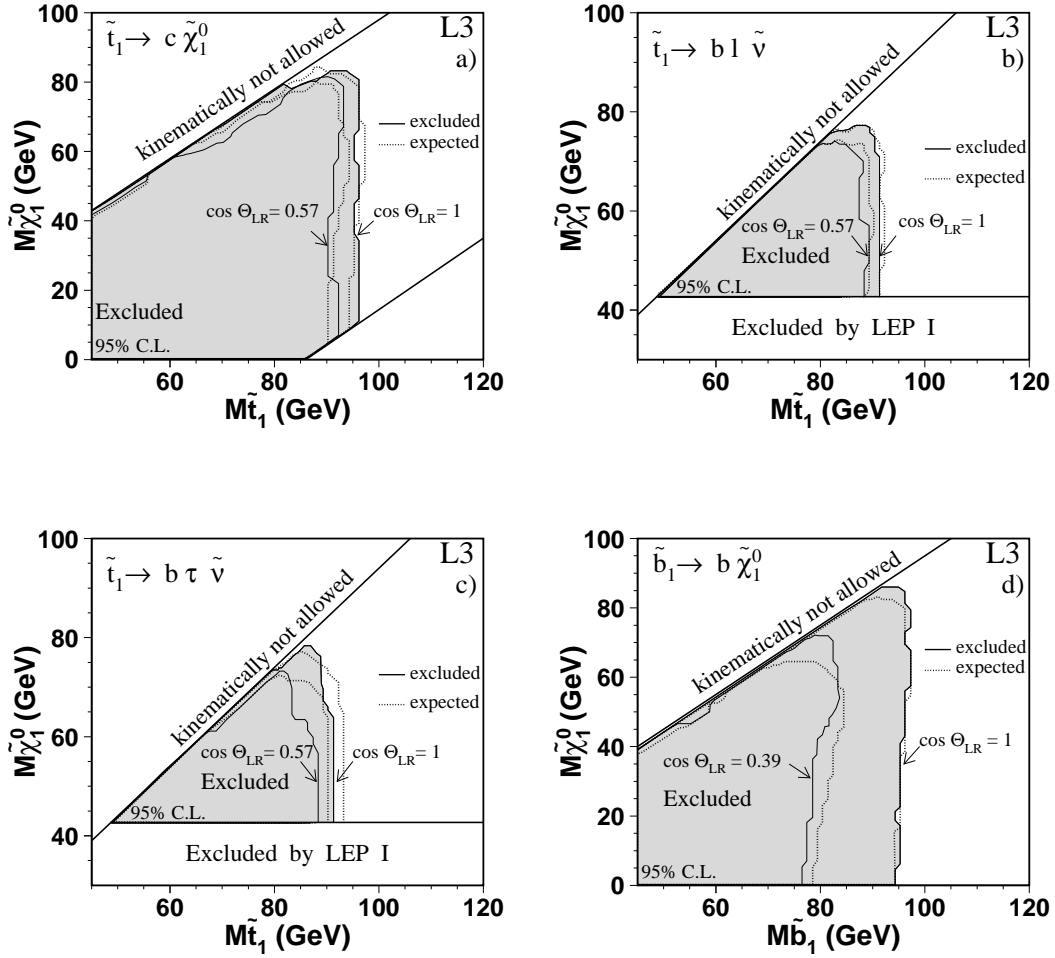 t̃₁→ c χ̃₁⁰
L3
a)
kinematically not allowed
excluded
expected
cos Θ_LR = 0.57
cos Θ_LR = 1
Excluded
95% C.L.
100
80
60
40
20
0
60 80 100 120
Mχ̃₁⁰ (GeV)
Mt̃₁ (GeV)
t̃₁→ b l ν̃
L3
b)
kinematically not allowed
excluded
expected
cos Θ_LR = 0.57
cos Θ_LR = 1
Excluded
95% C.L.
Excluded by LEP I
100
80
60
40
60 80 100 120
Mχ̃₁⁰ (GeV)
Mt̃₁ (GeV)
t̃₁→ b τ ν̃
L3
c)
kinematically not allowed
excluded
expected
cos Θ_LR = 0.57
cos Θ_LR = 1
Excluded
95% C.L.
Excluded by LEP I
100
80
60
40
60 80 100 120
Mχ̃₁⁰ (GeV)
Mt̃₁ (GeV)
b̃₁→ b χ̃₁⁰
L3
d)
kinematically not allowed
excluded
expected
cos Θ_LR = 0.39
cos Θ_LR = 1
Excluded
95% C.L.
100
80
60
40
20
0
60 80 100 120
Mχ̃₁⁰ (GeV)
Mb̃₁ (GeV)